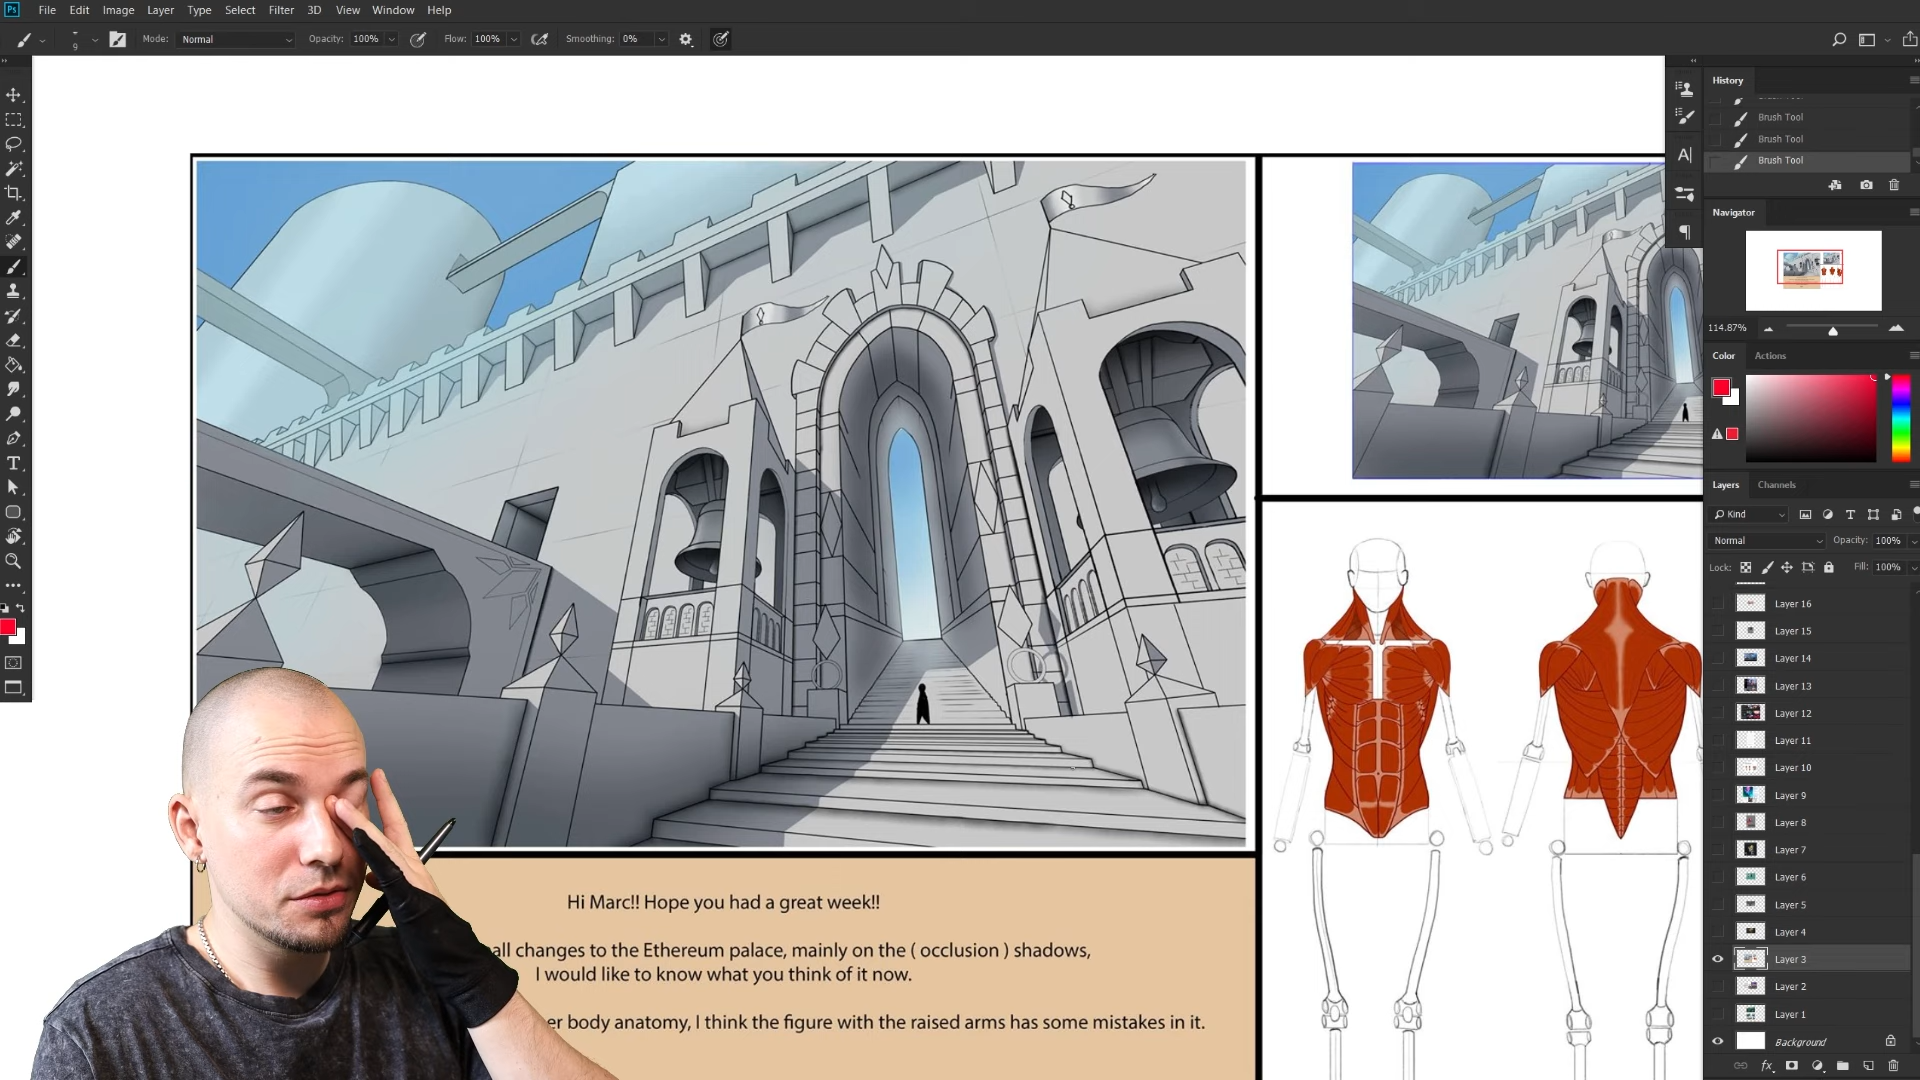 Ps File Edit Image Layer Type Select Filter 3D View Window Help
9 Mode: Normal Opacity: 100% Flow: 100% Smoothing: 0%
History
Brush Tool
Brush Tool
Brush Tool
Navigator
114.87%
Color Actions
Layers Channels
Kind
Normal Opacity: 100%
Lock: Fill: 100%
Layer 16
Layer 15
Layer 14
Layer 13
Layer 12
Layer 11
Layer 10
Layer 9
Layer 8
Layer 7
Layer 6
Layer 5
Layer 4
Layer 3
Layer 2
Layer 1
Background
fx
Hi Marc!! Hope you had a great week!!
all changes to the Ethereum palace, mainly on the ( occlusion ) shadows,
I would like to know what you think of it now.
er body anatomy, I think the figure with the raised arms has some mistakes in it.